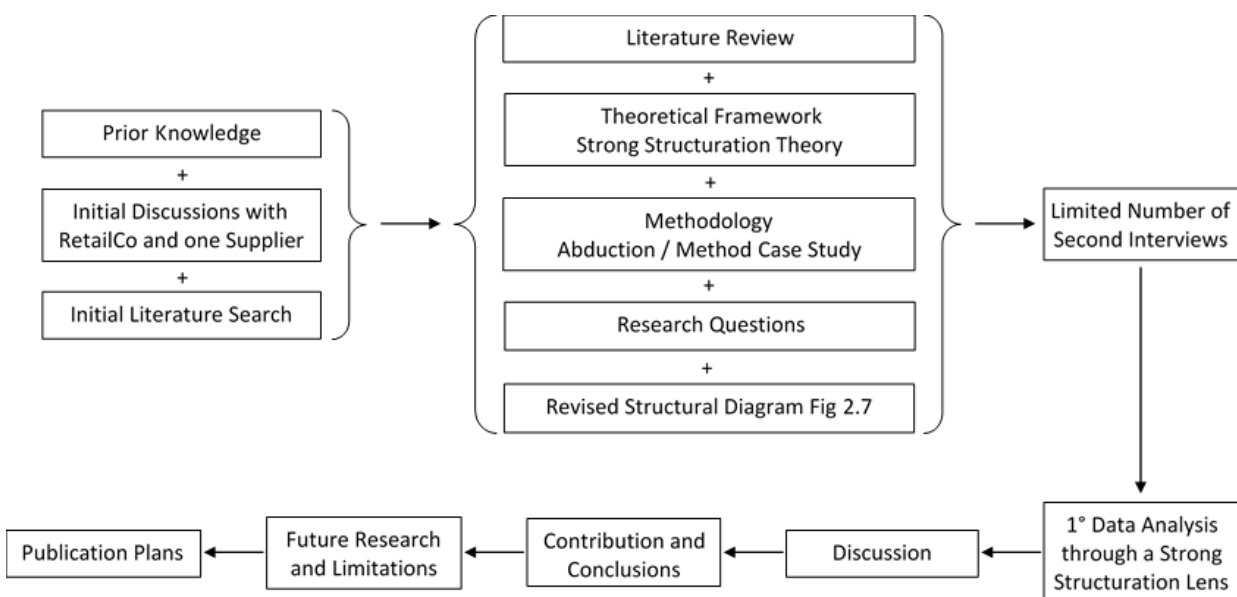 Prior Knowledge
+
Initial Discussions with
RetailCo and one Supplier
+
Initial Literature Search
Literature Review
+
Theoretical Framework
Strong Structuration Theory
+
Methodology
Abduction / Method Case Study
+
Research Questions
+
Revised Structural Diagram Fig 2.7
Limited Number of
Second Interviews
1° Data Analysis
through a Strong
Structuration Lens
Discussion
Contribution and
Conclusions
Future Research
and Limitations
Publication Plans